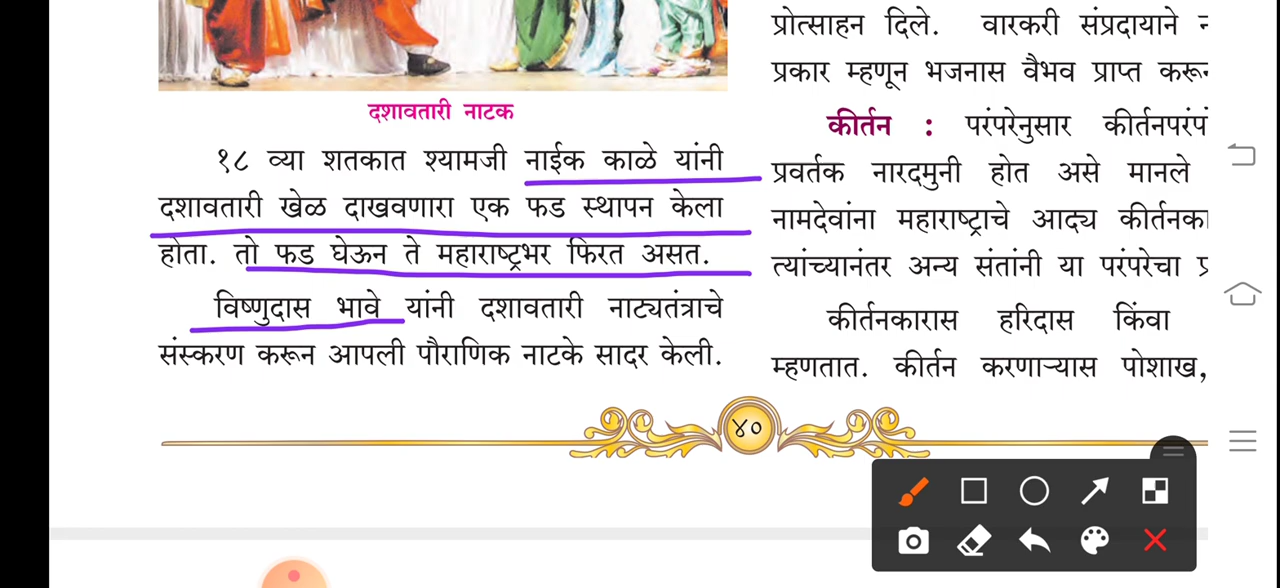 दशावतारी नाटक
१८ व्या शतकात श्यामजी नाईक काळे यांनी
दशावतारी खेळ दाखवणारा एक फड स्थापन केला
होता. तो फड घेऊन ते महाराष्ट्रभर फिरत असत.
विष्णुदास भावे यांनी दशावतारी नाट्यतंत्राचे
संस्करण करून आपली पौराणिक नाटके सादर केली.
प्रोत्साहन दिले. वारकरी संप्रदायाने
प्रकार म्हणून भजनास वैभव प्राप्त
कीर्तन : परंपरेनुसार
प्रवर्तक नारदमुनी होत असे मानले
नामदेवांना महाराष्ट्राचे आद्य
त्यांच्यानंतर अन्य संतांनी या परंपरेचा
कीर्तनकारास हरिदास किंवा
म्हणतात. कीर्तन करणाऱ्यास पोशाख,
४०